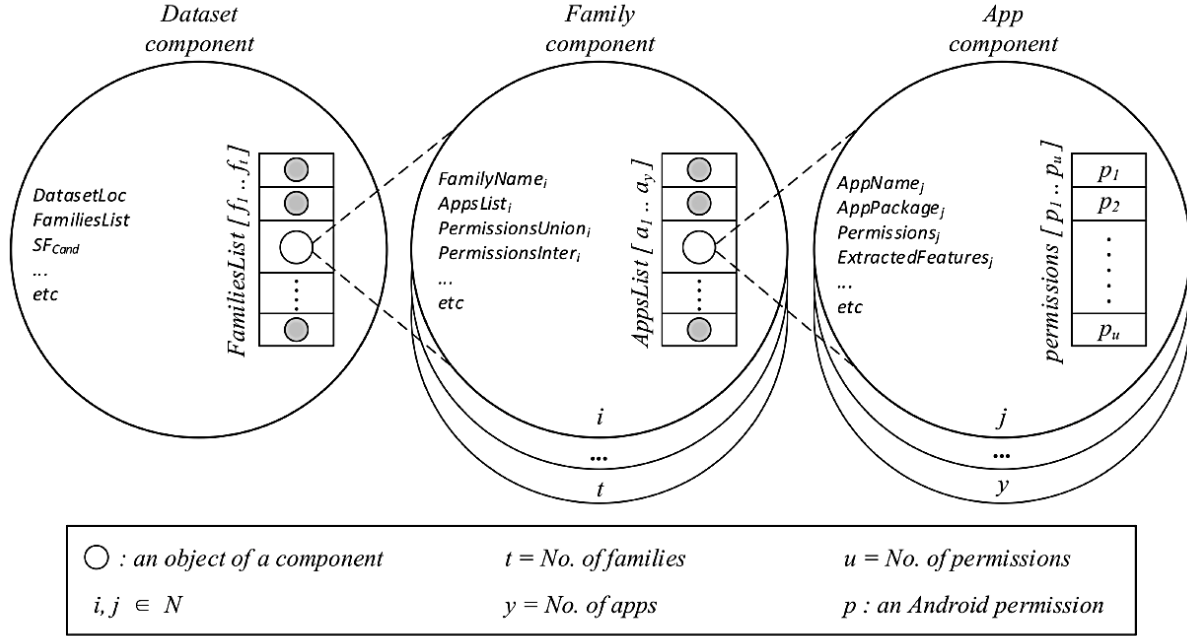 Dataset
component
Family
component
App
component
DatasetLoc
FamiliesList
SF_Cand
...
etc
FamiliesList [ f_1 .. f_t ]
FamilyName_i
AppsList_i
PermissionsUnion_i
PermissionsInter_i
...
etc
AppsList [ a_1 .. a_y ]
i
...
t
AppName_j
AppPackage_j
Permissions_j
ExtractedFeatures_j
...
etc
permissions [ p_1 .. p_u ]
p_1
p_2
p_u
j
...
y
: an object of a component
t = No. of families
u = No. of permissions
i, j ∈ N
y = No. of apps
p : an Android permission